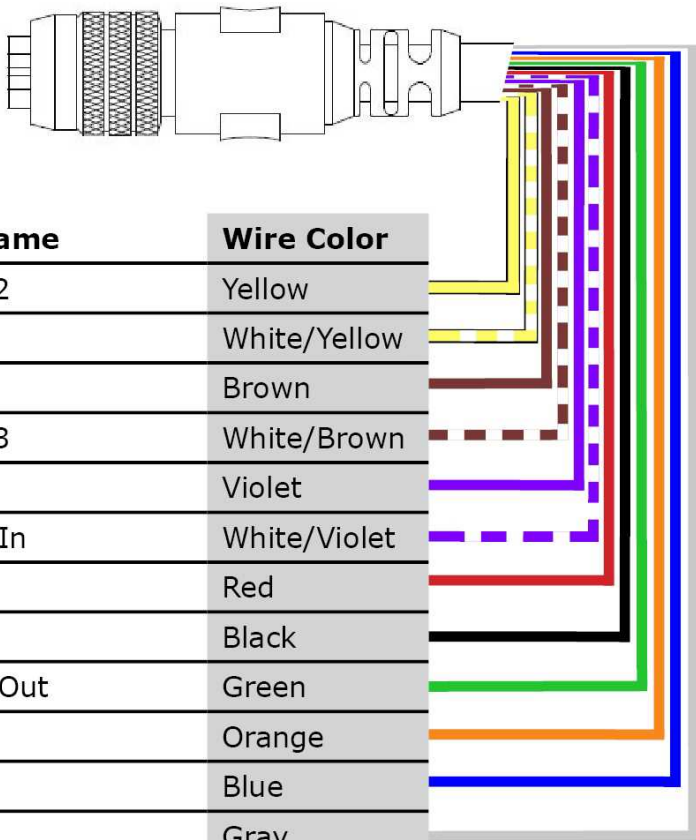 ame Wire Color
2 Yellow
White/Yellow
Brown
3 White/Brown
Violet
In White/Violet
Red
Black
Out Green
Orange
Blue
Gray